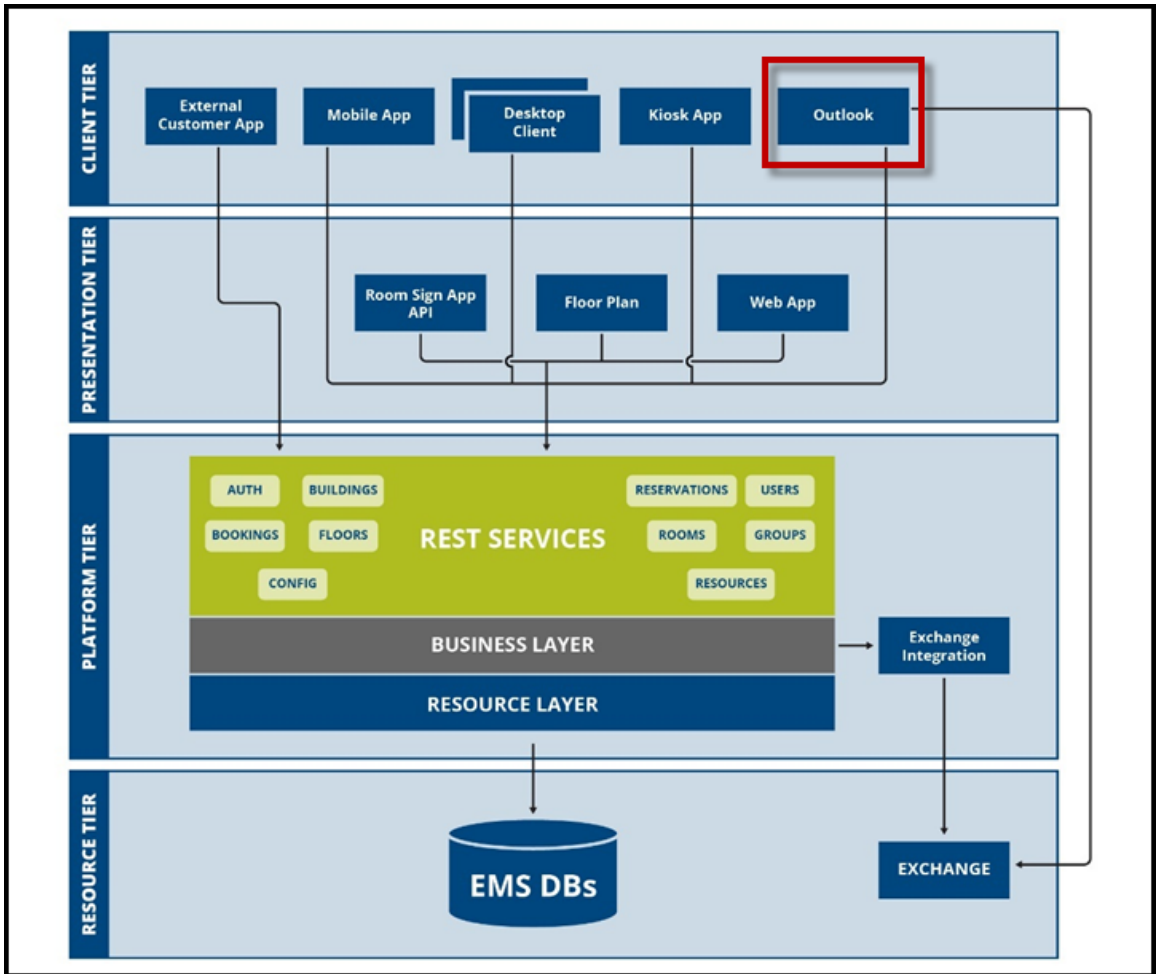 CLIENT TIER
External
Customer App
Mobile App
Desktop
Client
Kiosk App
Outlook
PRESENTATION TIER
Room Sign App
API
Floor Plan
Web App
PLATFORM TIER
AUTH
BUILDINGS
RESERVATIONS
USERS
BOOKINGS
FLOORS
REST SERVICES
ROOMS
GROUPS
CONFIG
RESOURCES
BUSINESS LAYER
Exchange
Integration
RESOURCE LAYER
RESOURCE TIER
EMS DBs
EXCHANGE